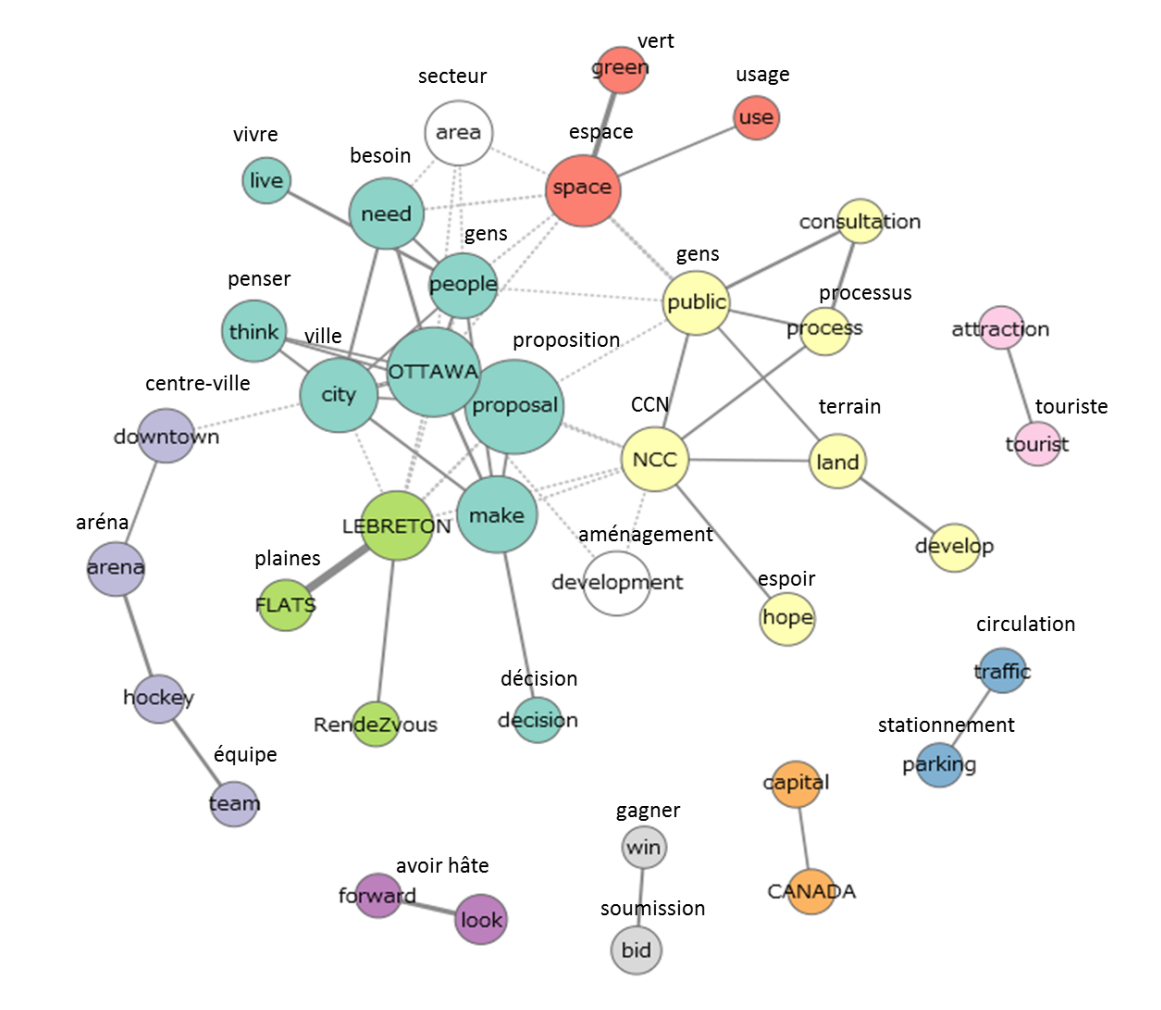 vert
green
usage
use
secteur
area
espace
space
vivre
live
besoin
need
gens
people
gens
public
consultation
processus
process
penser
think
ville
city
OTTAWA
proposition
proposal
attraction
touriste
tourist
centre-ville
downtown
CCN
NCC
terrain
land
LEBRETON
make
aréna
arena
plaines
FLATS
aménagement
development
develop
espoir
hope
circulation
traffic
hockey
RendeZvous
décision
decision
stationnement
parking
équipe
team
capital
CANADA
gagner
win
soumission
bid
avoir hâte
forward
look